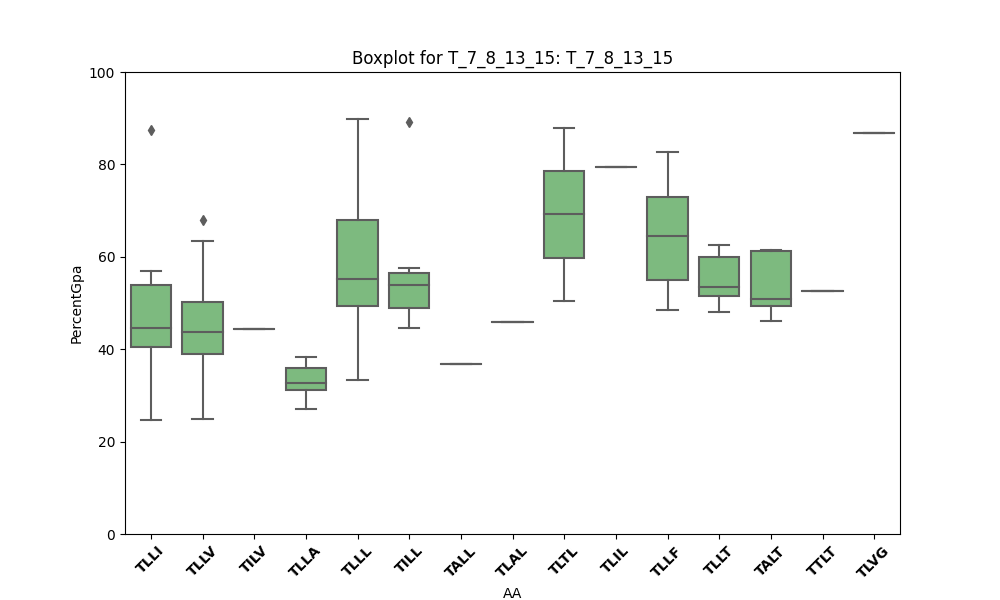 Boxplot for T_7_8_13_15: T_7_8_13_15
100
80
60
40
20
0
PercentGpa
TLLI TLLV TILV TLLA TLLL TILL TALL TLAL TLTL TLIL TLLF TLLT TALT TTLT TLVG
AA